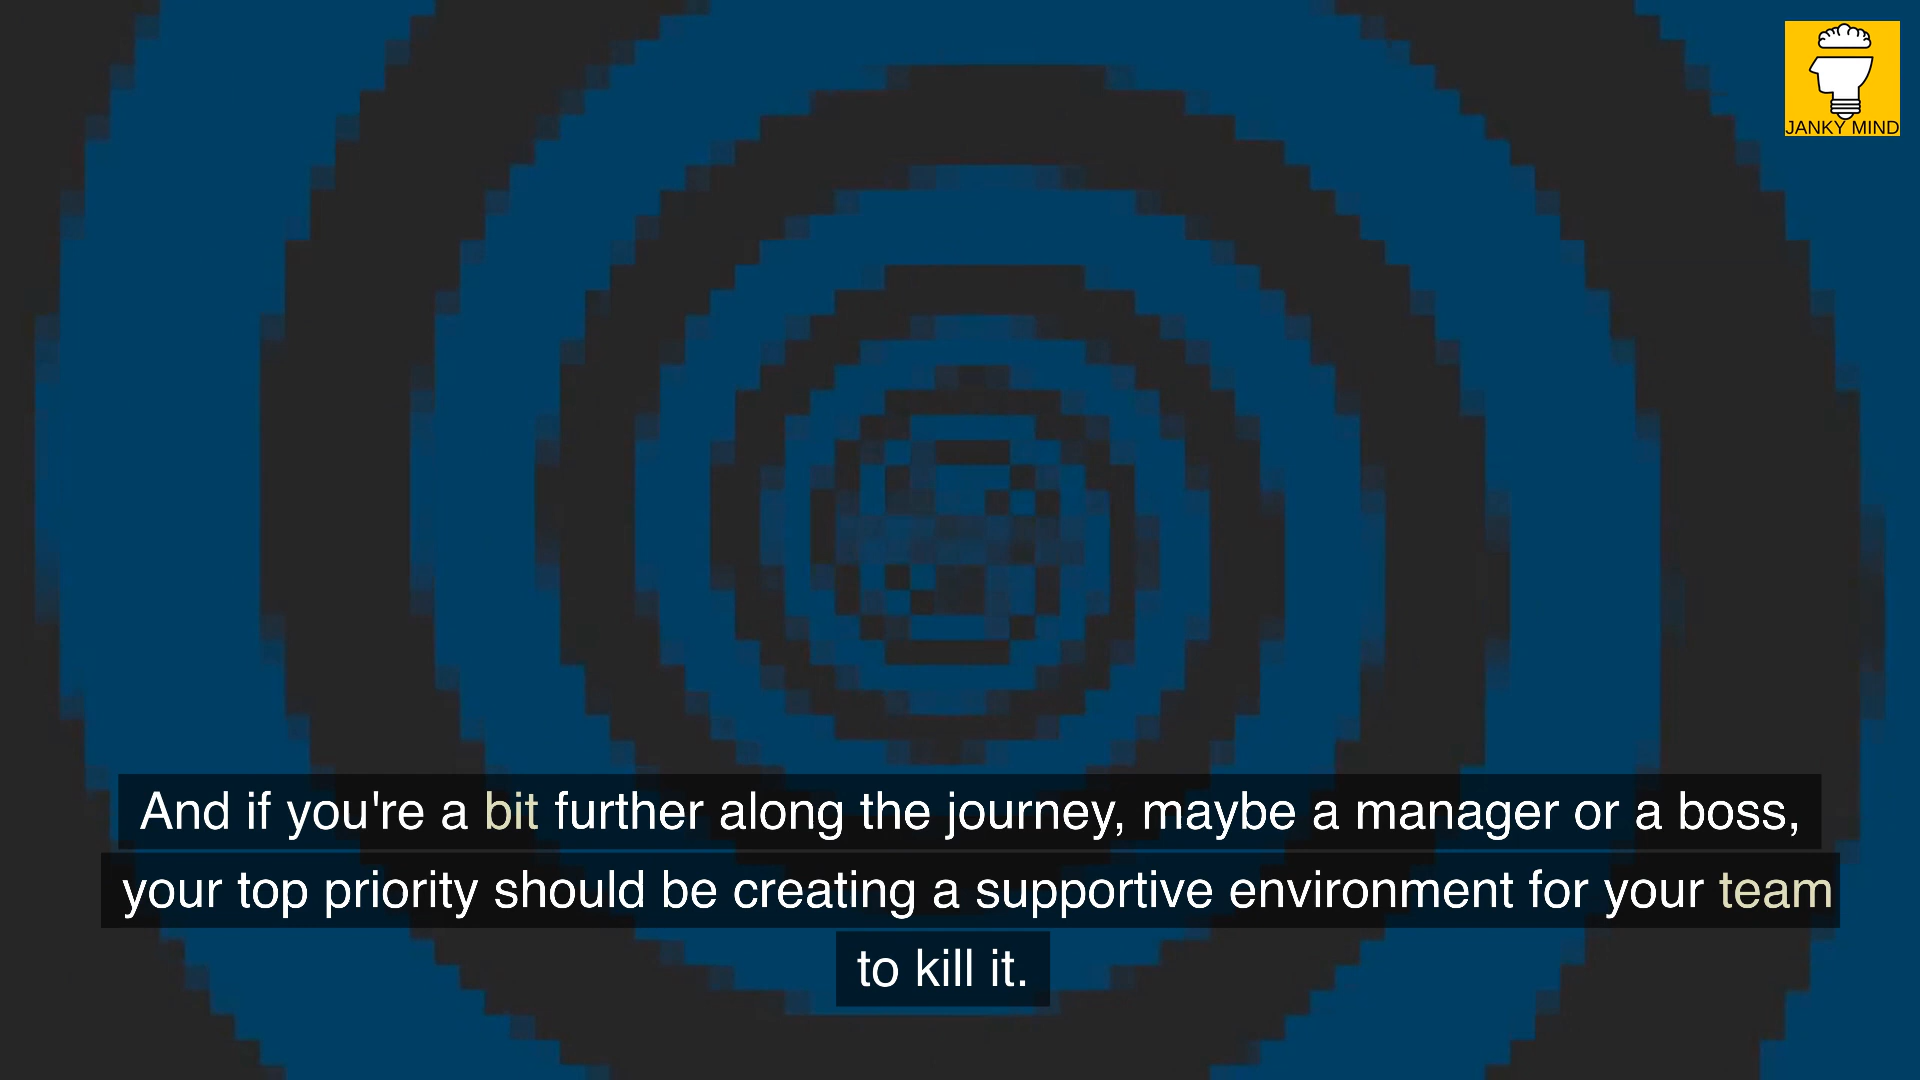 JANKY MIND
And if you're a bit further along the journey, maybe a manager or a boss,
your top priority should be creating a supportive environment for your team
to kill it.